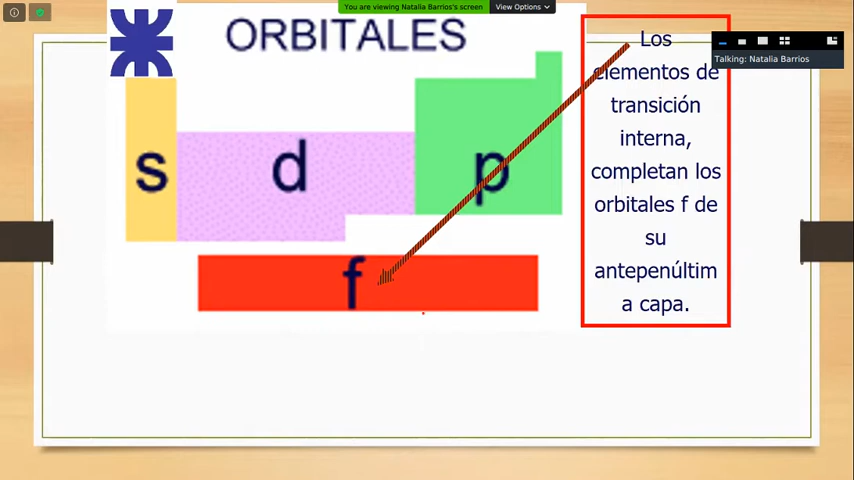 You are viewing Natalia Barrios's screen
View Options
ORBITALES
s
d
p
f
Los
elementos de
transición
interna,
completan los
orbitales f de
su
antepenúltim
a capa.
Talking: Natalia Barrios